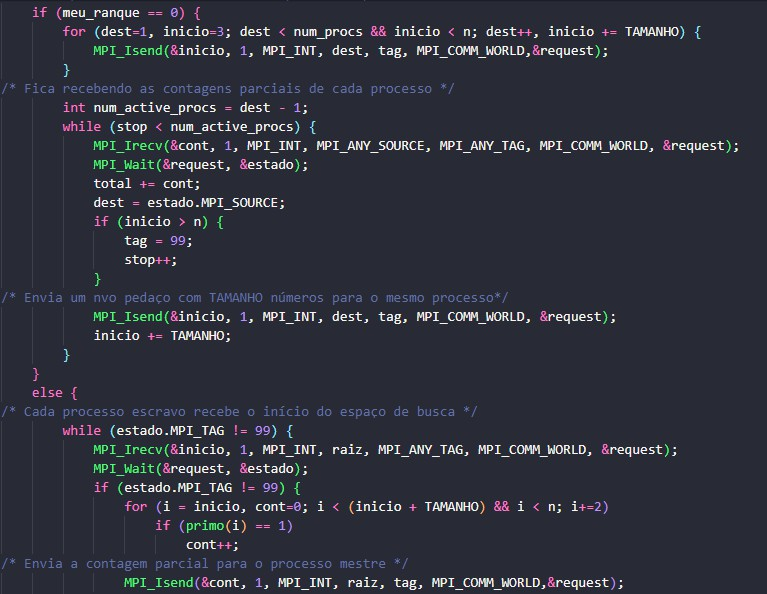 if (meu_ranque == 0) {
for (dest=1, inicio=3; dest < num_procs && inicio < n; dest++, inicio += TAMANHO) {
MPI_Isend(&inicio, 1, MPI_INT, dest, tag, MPI_COMM_WORLD,&request);
}
/* Fica recebendo as contagens parciais de cada processo */
int num_active_procs = dest - 1;
while (stop < num_active_procs) {
MPI_Irecv(&cont, 1, MPI_INT, MPI_ANY_SOURCE, MPI_ANY_TAG, MPI_COMM_WORLD, &request);
MPI_Wait(&request, &estado);
total += cont;
dest = estado.MPI_SOURCE;
if (inicio > n) {
tag = 99;
stop++;
}
/* Envia um nvo pedaço com TAMANHO números para o mesmo processo*/
MPI_Isend(&inicio, 1, MPI_INT, dest, tag, MPI_COMM_WORLD, &request);
inicio += TAMANHO;
}
}
else {
/* Cada processo escravo recebe o início do espaço de busca */
while (estado.MPI_TAG != 99) {
MPI_Irecv(&inicio, 1, MPI_INT, raiz, MPI_ANY_TAG, MPI_COMM_WORLD, &request);
MPI_Wait(&request, &estado);
if (estado.MPI_TAG != 99) {
for (i = inicio, cont=0; i < (inicio + TAMANHO) && i < n; i+=2)
if (primo(i) == 1)
cont++;
/* Envia a contagem parcial para o processo mestre */
MPI_Isend(&cont, 1, MPI_INT, raiz, tag, MPI_COMM_WORLD,&request);